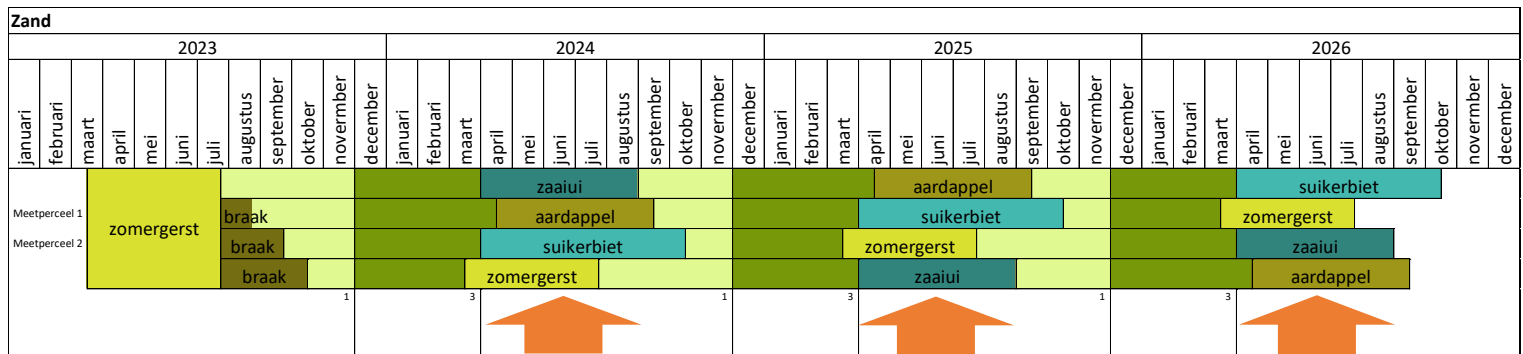 Zand
2023 2024 2025 2026
januari februari maart april mei juni juli augustus september oktober november december januari februari maart april mei juni juli augustus september oktober november december januari februari maart april mei juni juli augustus september oktober november december januari februari maart april mei juni juli augustus september oktober november december
zaaiui aardappel suikerbiet
Meetperceel 1 zomergerst braak aardappel suikerbiet zomergerst
Meetperceel 2 braak suikerbiet zomergerst zaaiui
braak zomergerst zaaiui aardappel
1 3 1 3 1 3